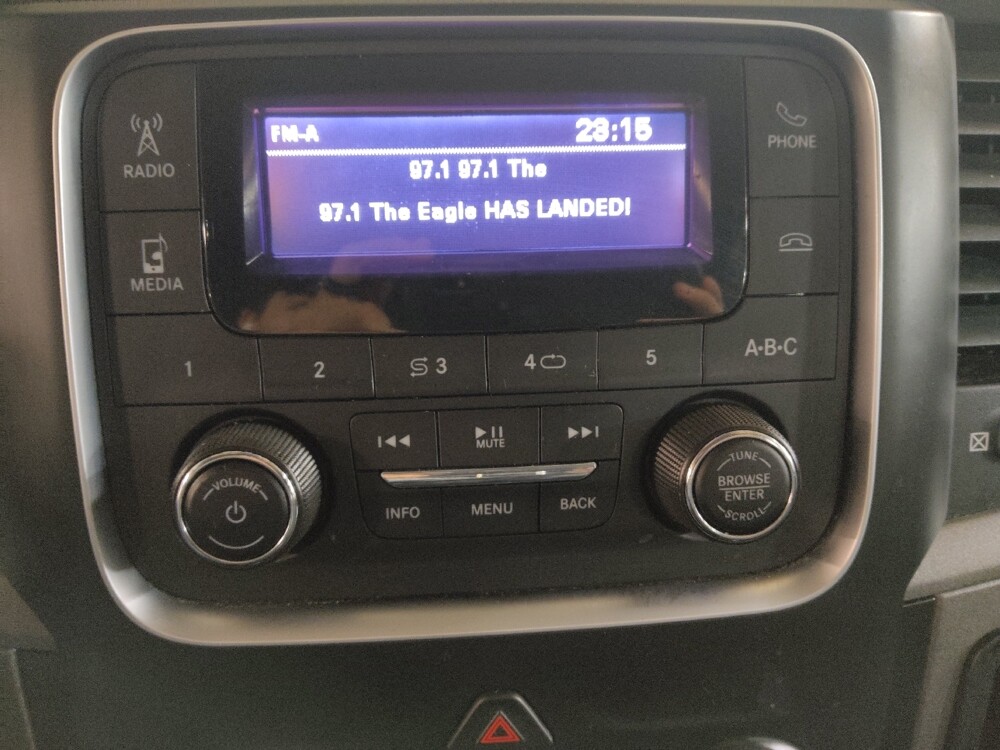 FM-A 23:15
97.1 97.1 The
97.1 The Eagle HAS LANDED!
RADIO
MEDIA
PHONE
1 2 3 4 5 A·B·C
MUTE
INFO MENU BACK
VOLUME
TUNE
BROWSE
ENTER
SCROLL